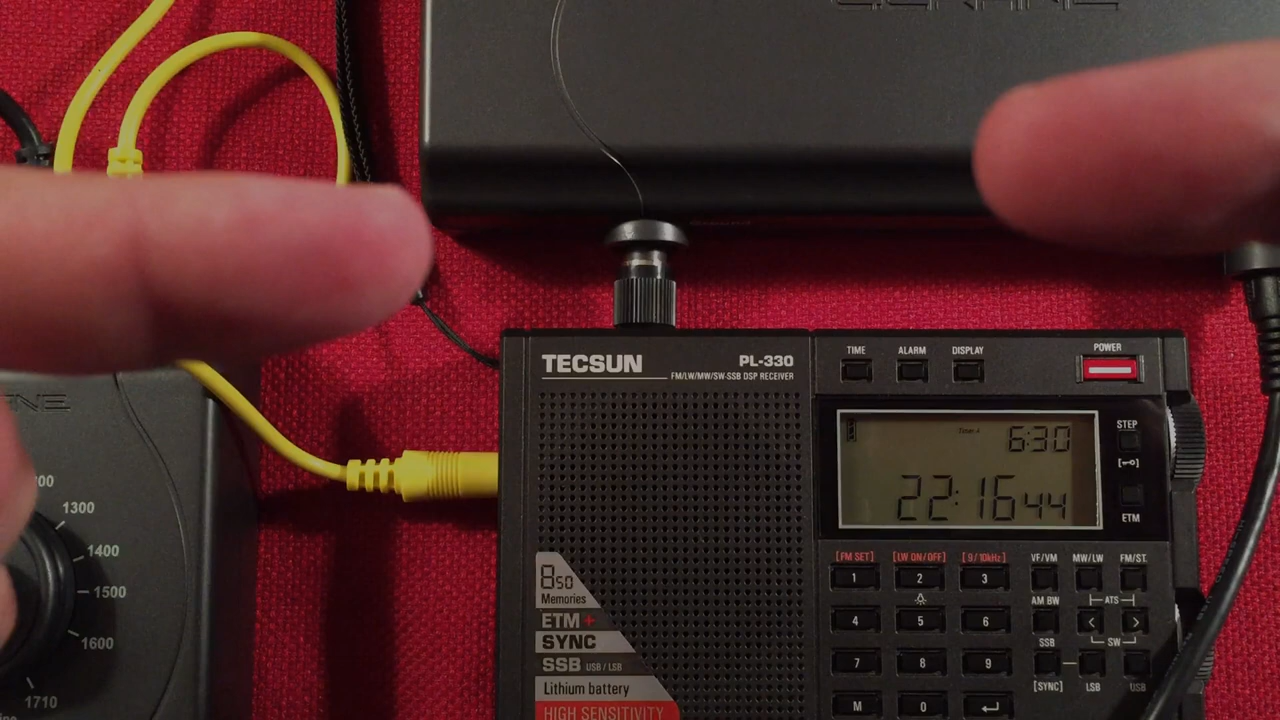 TECSUN
PL-330
FM/LW/MW/SW-SSB DSP RECEIVER
TIME ALARM DISPLAY
POWER
6:30
22:16 44
STEP
ETM
[FM SET] [LW ON/OFF] [9/10kHz]
VF/VM MW/LW FM/ST.
1 2 3
AM BW
ATS
4 5 6
< >
SSB
SW
7 8 9
[SYNC] LSB USB
M 0
850
Memories
ETM+
SYNC
SSB USB / LSB
Lithium battery
HIGH SENSITIVITY
1300
1400
1500
1600
1710